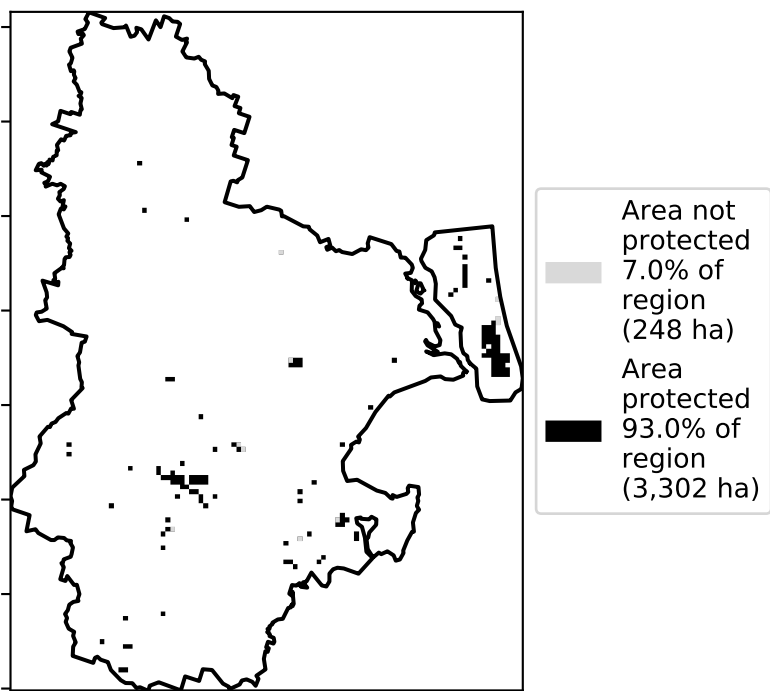 Area not
protected
7.0% of
region
(248 ha)
Area
protected
93.0% of
region
(3,302 ha)